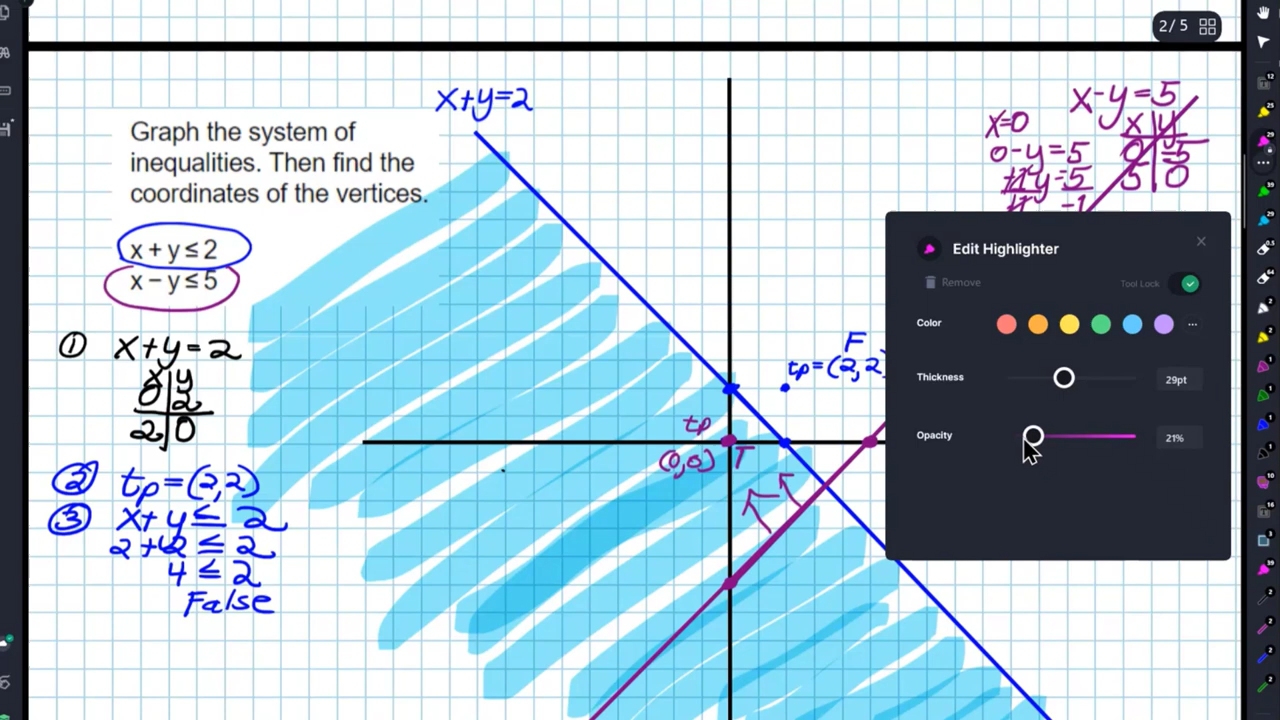 2 / 5
x+y=2
Graph the system of
inequalities. Then find the
coordinates of the vertices.
x + y ≤ 2
x − y ≤ 5
① x+y=2
x y
0 2
2 0
② tp=(2,2)
③ x+y ≤ 2
2+2 ≤ 2
4 ≤ 2
False
F
tp=(2,2)
tp
(0,0) T
x-y=5
x=0
x y
0-y=5 0 -5
-1y=5 5 0
-1
Edit Highlighter
Remove
Tool Lock
Color
Thickness
29pt
Opacity
21%